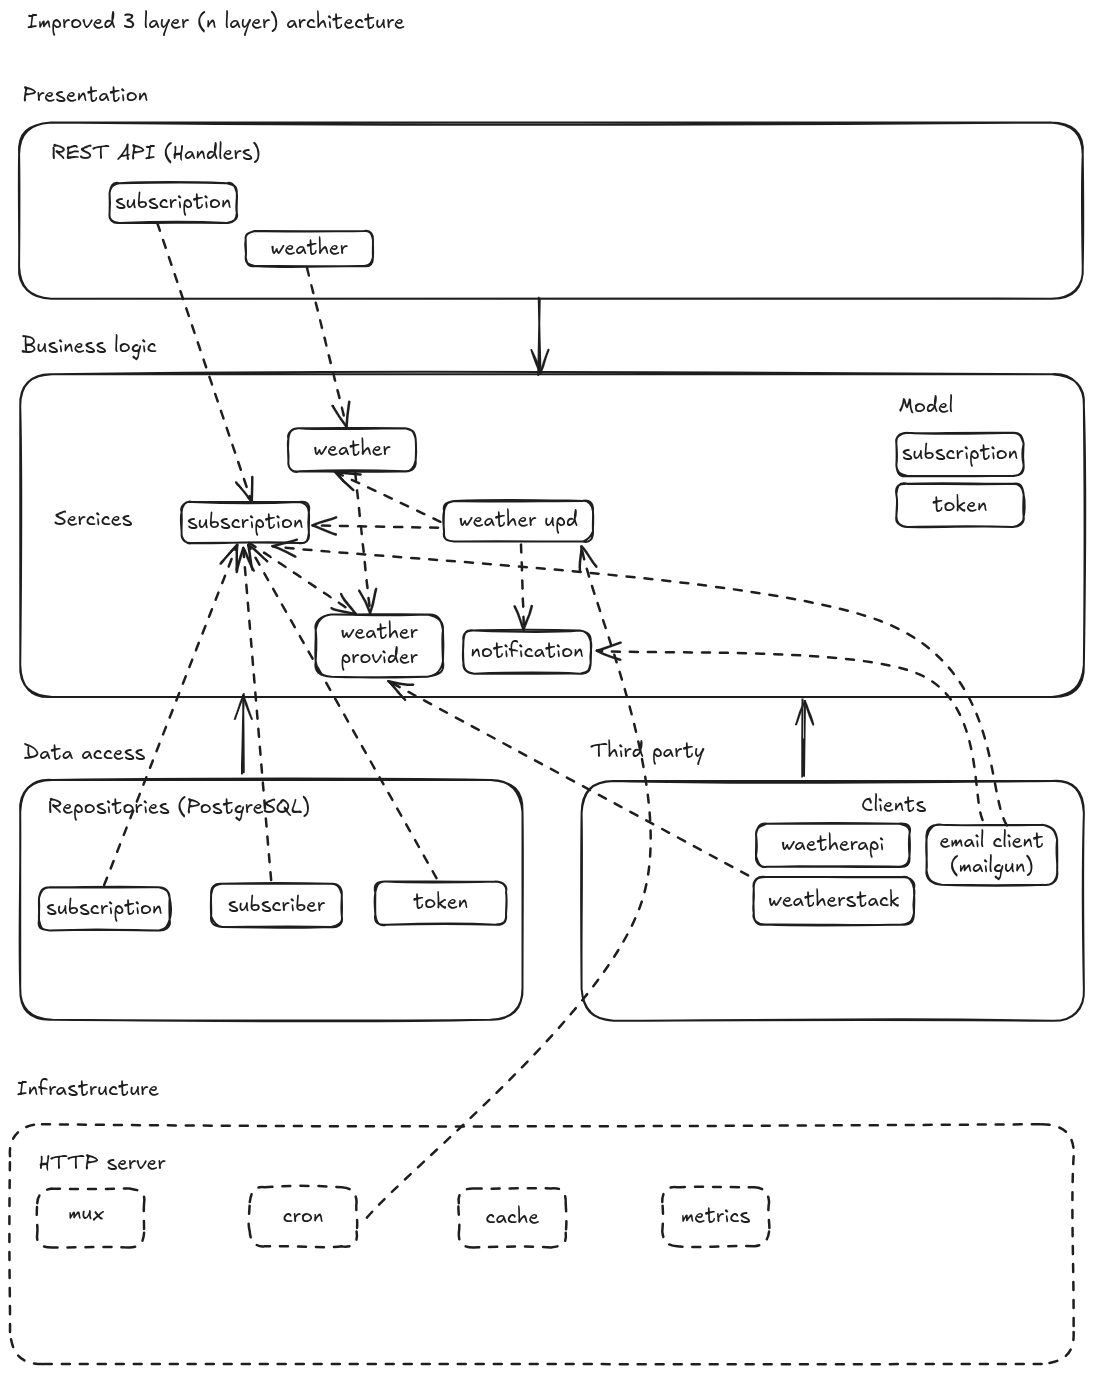 Improved 3 layer (n layer) architecture
Presentation
REST API (Handlers)
subscription
weather
Business logic
Model
subscription
token
Sercices
weather
subscription
weather upd
weather
provider
notification
Data access
Repositories (PostgreSQL)
subscription
subscriber
token
Third party
Clients
waetherapi
email client
(mailgun)
weatherstack
Infrastructure
HTTP server
mux
cron
cache
metrics